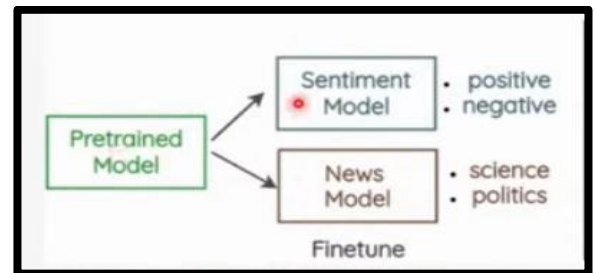 Pretrained
Model
Sentiment
Model
. positive
. negative
News
Model
. science
. politics
Finetune